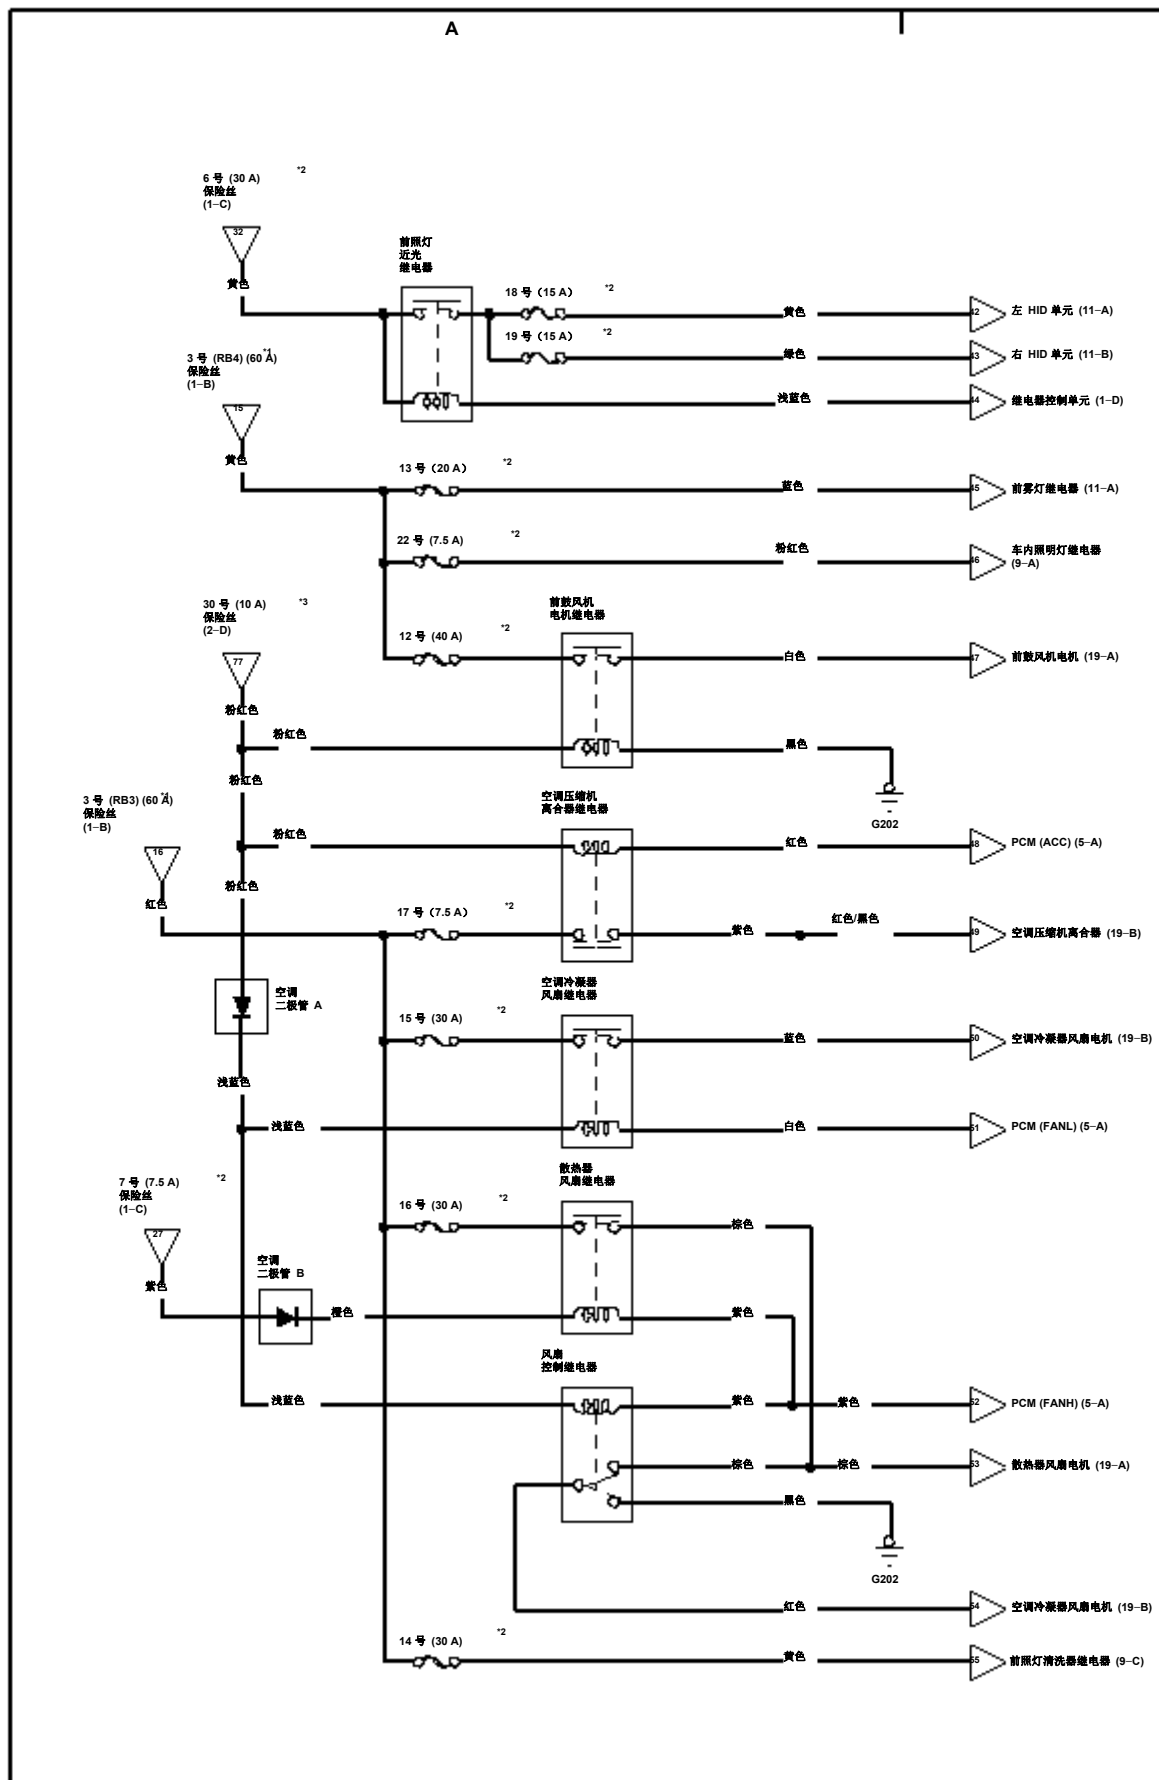 A
6 号 (30 A) *2
保险丝
(1–C)
32
黄色
前照灯
近光
继电器
18 号（15 A） *2
黄色
42
左 HID 单元 (11–A)
19 号（15 A） *2
绿色
43
右 HID 单元 (11–B)
浅蓝色
44
继电器控制单元 (1–D)
3 号 (RB4) (60 A) *1
保险丝
(1–B)
15
黄色
13 号（20 A） *2
蓝色
45
前雾灯继电器 (11–A)
22 号 (7.5 A) *2
粉红色
46
车内照明灯继电器
(9–A)
30 号 (10 A) *3
保险丝
(2–D)
77
粉红色
前鼓风机
电机继电器
12 号 (40 A) *2
白色
47
前鼓风机电机 (19–A)
粉红色
黑色
G202
粉红色
3 号 (RB3) (60 A) *1
保险丝
(1–B)
16
红色
空调压缩机
离合器继电器
粉红色
红色
48
PCM (ACC) (5–A)
粉红色
17 号（7.5 A） *2
紫色
红色/黑色
49
空调压缩机离合器 (19–B)
空调
二极管 A
空调冷凝器
风扇继电器
15 号 (30 A) *2
蓝色
50
空调冷凝器风扇电机 (19–B)
浅蓝色
浅蓝色
白色
51
PCM (FANL) (5–A)
7 号 (7.5 A) *2
保险丝
(1–C)
27
紫色
散热器
风扇继电器
16 号 (30 A) *2
棕色
空调
二极管 B
橙色
紫色
风扇
控制继电器
浅蓝色
紫色
紫色
52
PCM (FANH) (5–A)
棕色
棕色
53
散热器风扇电机 (19–A)
黑色
G202
红色
54
空调冷凝器风扇电机 (19–B)
14 号 (30 A) *2
黄色
55
前照灯清洗器继电器 (9–C)